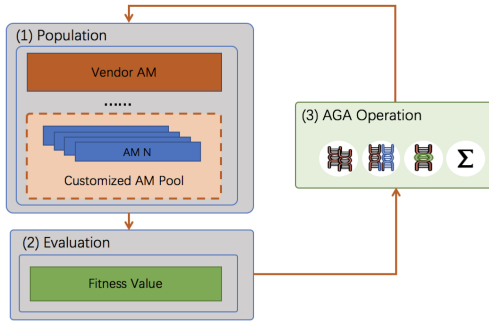 (1) Population
Vendor AM
......
AM N
Customized AM Pool
(2) Evaluation
Fitness Value
(3) AGA Operation
Σ